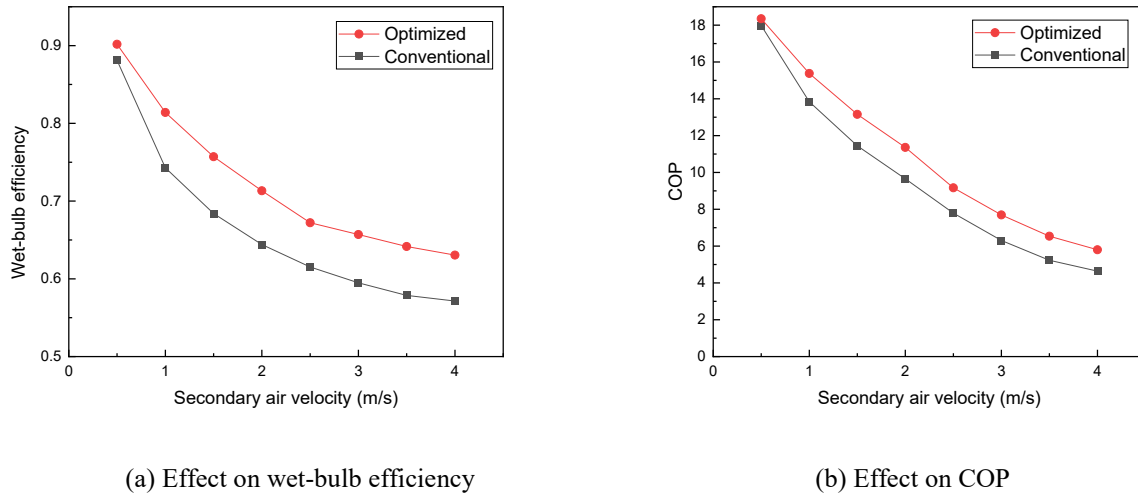 Optimized
Conventional
0.9
0.8
0.7
0.6
0.5
Wet-bulb efficiency
0 1 2 3 4
Secondary air velocity (m/s)
(a) Effect on wet-bulb efficiency
Optimized
Conventional
18
16
14
12
10
8
6
4
2
0
COP
0 1 2 3 4
Secondary air velocity (m/s)
(b) Effect on COP